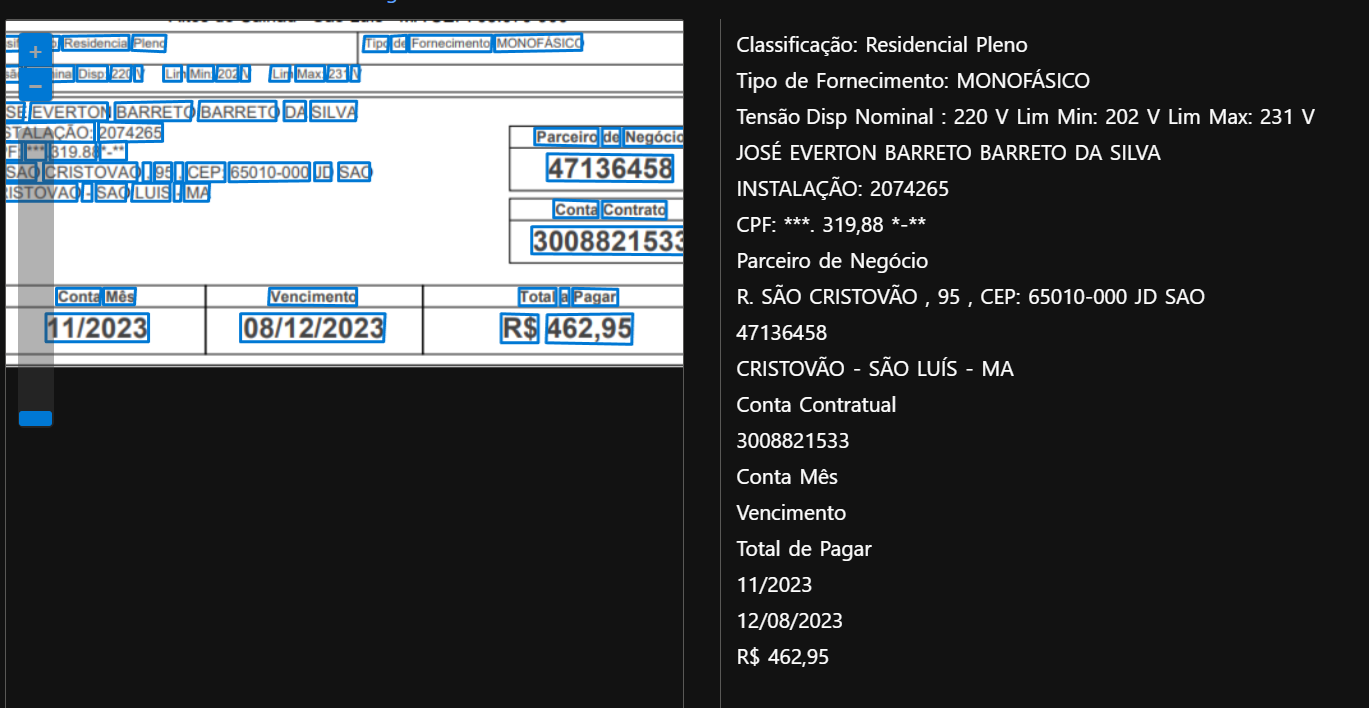 Residencial Pleno
Tipo de Fornecimento MONOFÁSICO
Disp 220 V Lim Min: 202 V Lim Max: 231 V
SÉ EVERTON BARRETO BARRETO DA SILVA
STALAÇÃO: 2074265
PF: ***.319.88*-**
SAO CRISTOVAO , 95 , CEP: 65010-000 JD SAO
RISTOVAO - SAO LUIS - MA
Parceiro de Negócio
47136458
Conta Contrato
3008821533
Conta Mês
Vencimento
Total a Pagar
11/2023
08/12/2023
R$ 462,95
+
−
Classificação: Residencial Pleno
Tipo de Fornecimento: MONOFÁSICO
Tensão Disp Nominal : 220 V Lim Min: 202 V Lim Max: 231 V
JOSÉ EVERTON BARRETO BARRETO DA SILVA
INSTALAÇÃO: 2074265
CPF: ***. 319,88 *-**
Parceiro de Negócio
R. SÃO CRISTOVÃO , 95 , CEP: 65010-000 JD SAO
47136458
CRISTOVÃO - SÃO LUÍS - MA
Conta Contratual
3008821533
Conta Mês
Vencimento
Total de Pagar
11/2023
12/08/2023
R$ 462,95